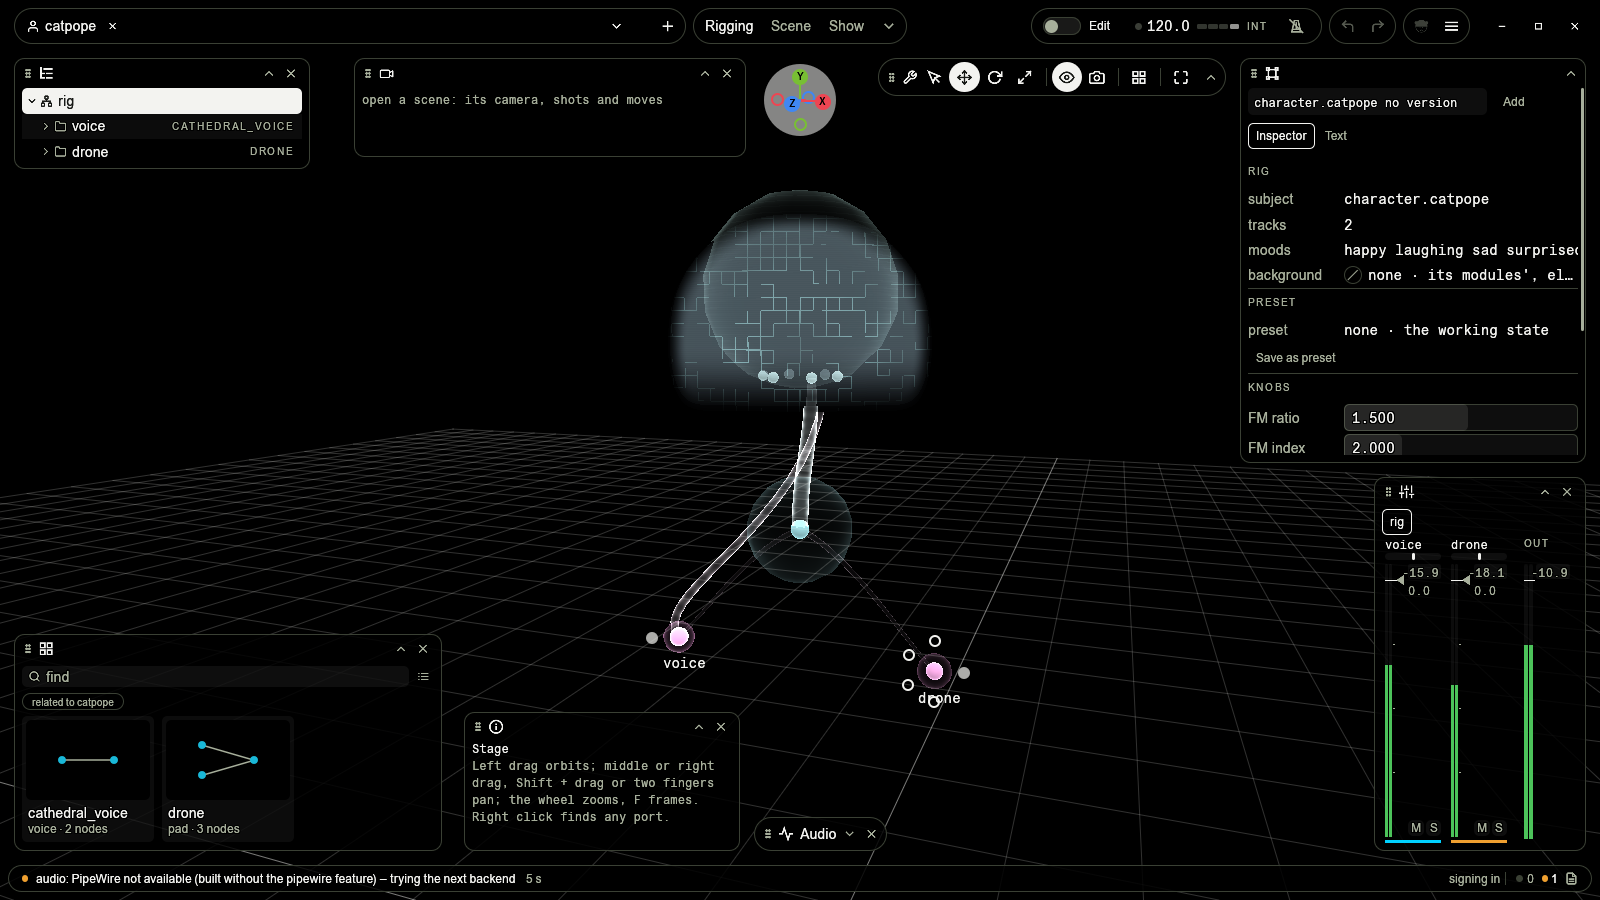 catpope
Rigging Scene Show
Edit 120.0 INT
rig
voice CATHEDRAL_VOICE
drone DRONE
open a scene: its camera, shots and moves
Y
Z X
character.catpope no version Add
Inspector Text
RIG
subject character.catpope
tracks 2
moods happy laughing sad surprised
background none · its modules', el…
PRESET
preset none · the working state
Save as preset
KNOBS
FM ratio 1.500
FM index 2.000
rig
voice drone OUT
-15.9 -18.1 -10.9
0.0 0.0
M S M S
voice
drone
find
related to catpope
cathedral_voice
voice · 2 nodes
drone
pad · 3 nodes
Stage
Left drag orbits; middle or right
drag, Shift + drag or two fingers
pan; the wheel zooms, F frames.
Right click finds any port.
Audio
audio: PipeWire not available (built without the pipewire feature) – trying the next backend 5 s
signing in 0 1